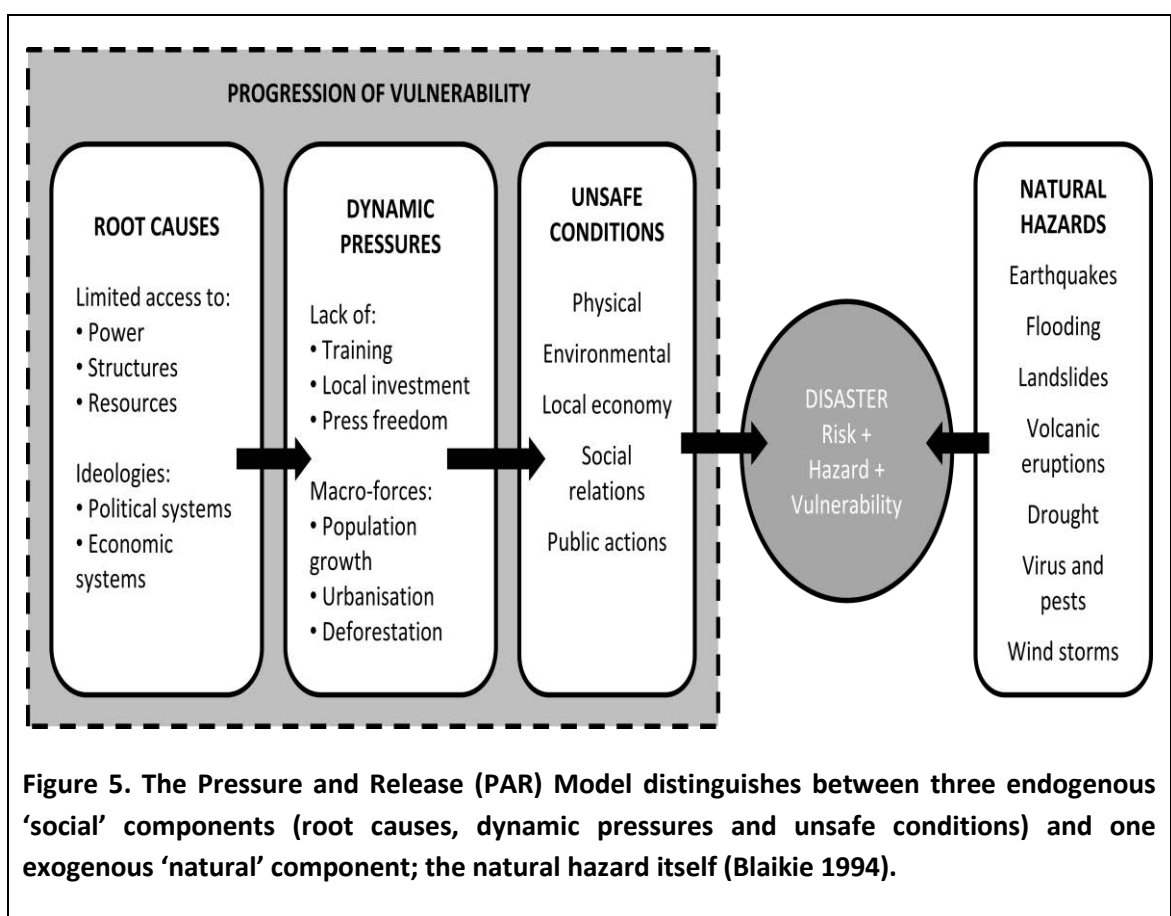 PROGRESSION OF VULNERABILITY
ROOT CAUSES
Limited access to:
• Power
• Structures
• Resources
Ideologies:
• Political systems
• Economic
systems
DYNAMIC
PRESSURES
Lack of:
• Training
• Local investment
• Press freedom
Macro-forces:
• Population
growth
• Urbanisation
• Deforestation
UNSAFE
CONDITIONS
Physical
Environmental
Local economy
Social
relations
Public actions
DISASTER
Risk +
Hazard +
Vulnerability
NATURAL
HAZARDS
Earthquakes
Flooding
Landslides
Volcanic
eruptions
Drought
Virus and
pests
Wind storms
Figure 5. The Pressure and Release (PAR) Model distinguishes between three endogenous
‘social’ components (root causes, dynamic pressures and unsafe conditions) and one
exogenous ‘natural’ component; the natural hazard itself (Blaikie 1994).